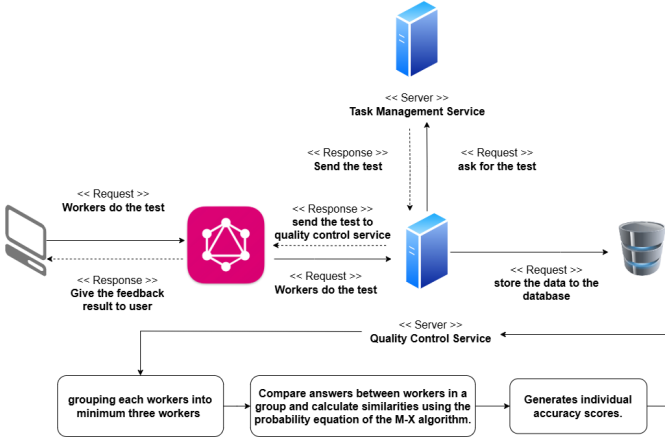 << Server >>
Task Management Service
<< Response >>
Send the test
<< Request >>
ask for the test
<< Request >>
Workers do the test
<< Response >>
send the test to
quality control service
<< Response >>
Give the feedback
result to user
<< Request >>
Workers do the test
<< Request >>
store the data to the
database
<< Server >>
Quality Control Service
grouping each workers into
minimum three workers
Compare answers between workers in a
group and calculate similarities using the
probability equation of the M-X algorithm.
Generates individual
accuracy scores.